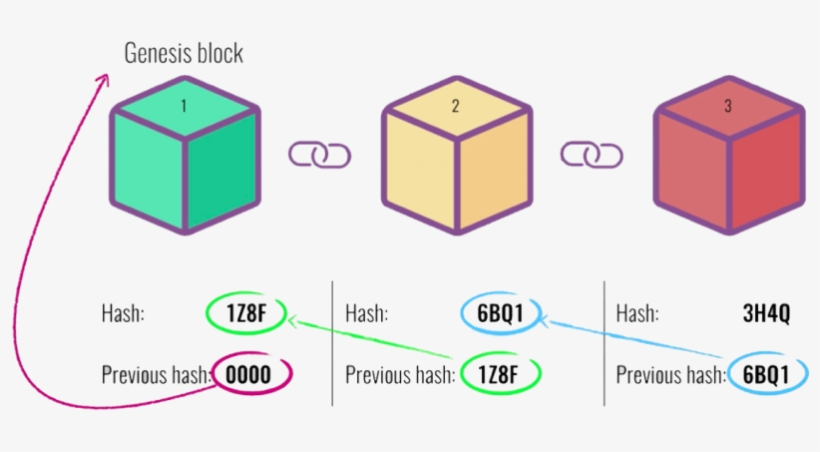 Genesis block
1
2
3
Hash: 1Z8F
Hash: 6BQ1
Hash: 3H4Q
Previous hash: 0000
Previous hash: 1Z8F
Previous hash: 6BQ1